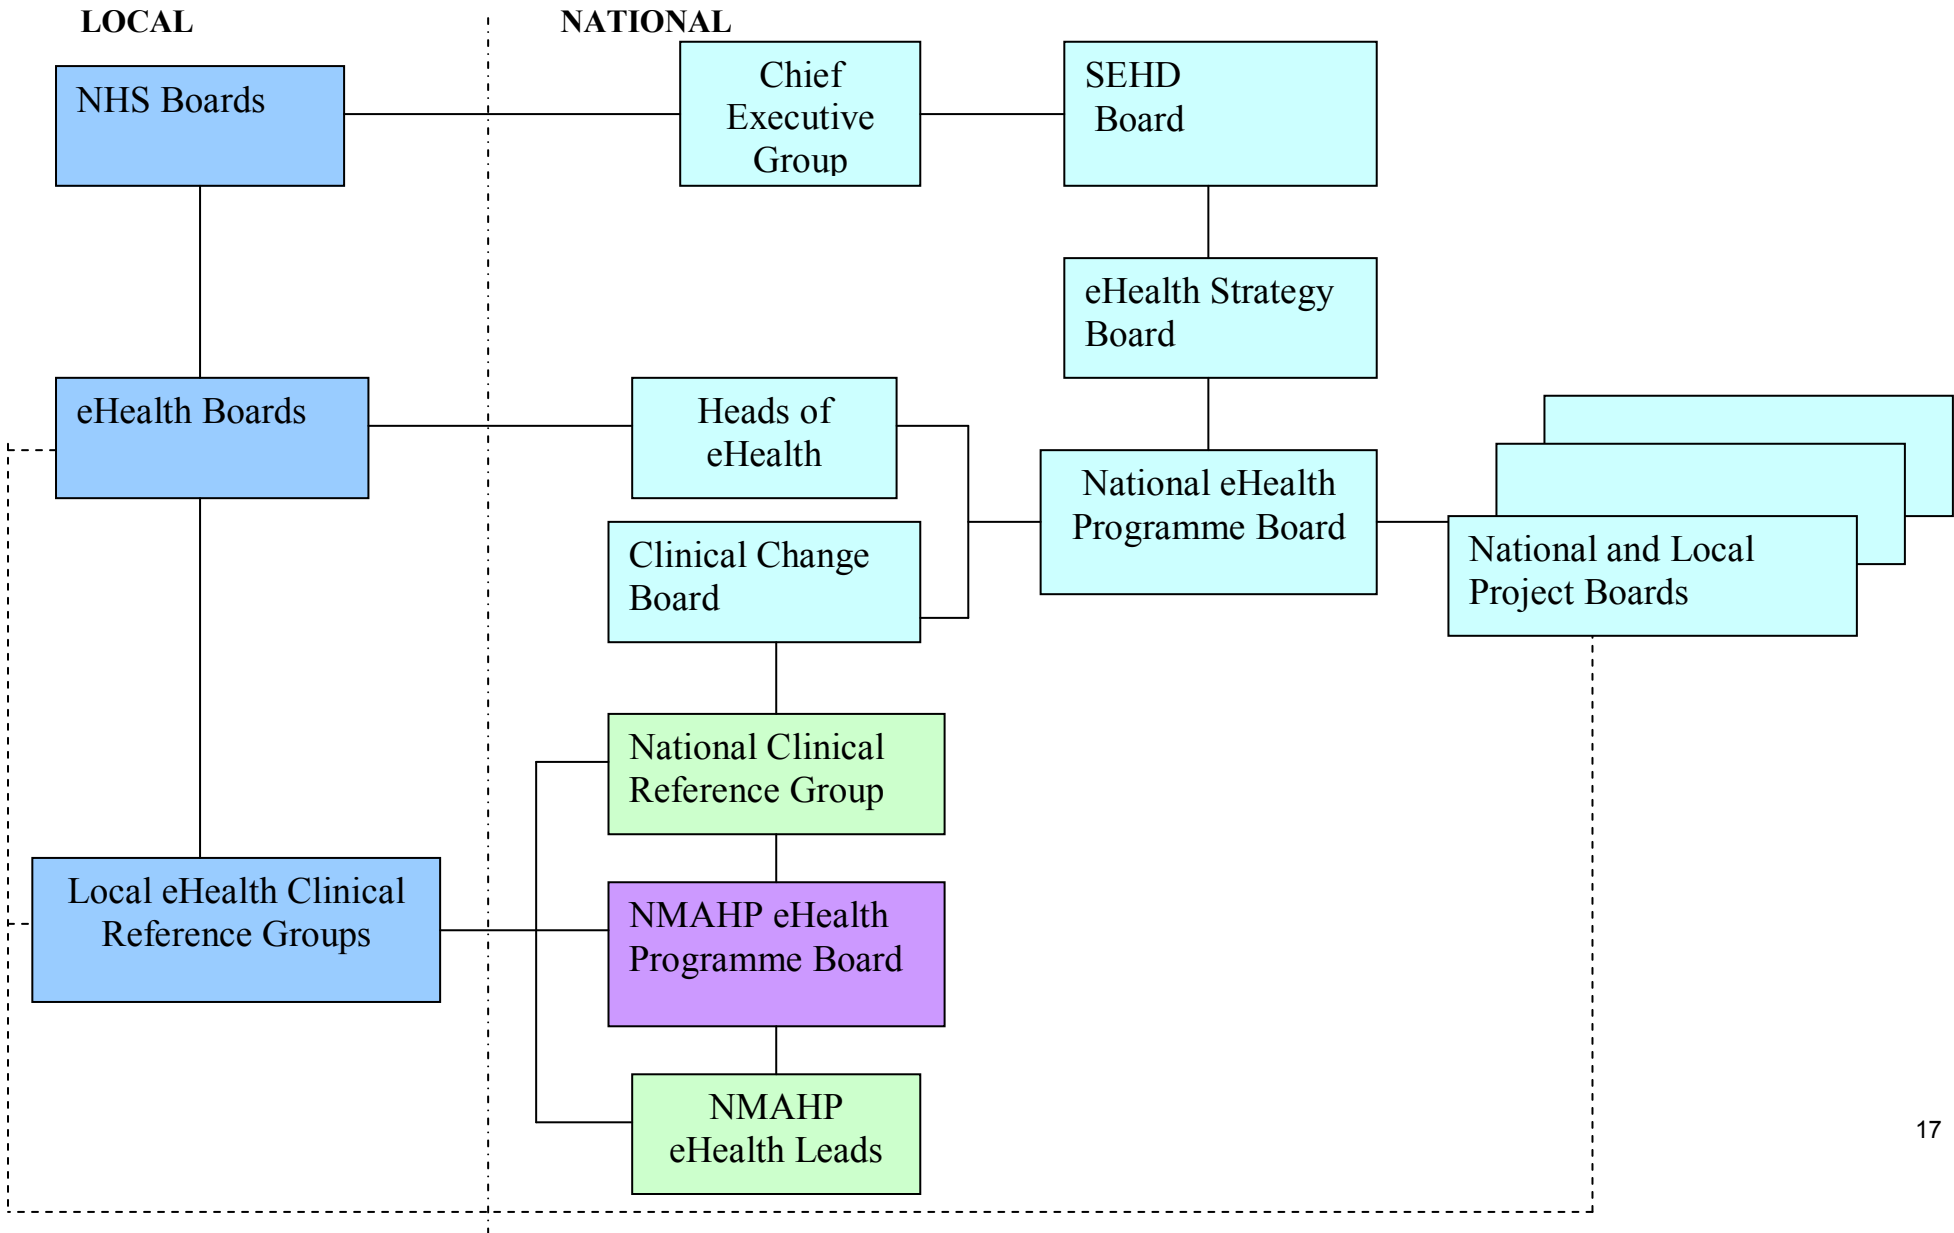 LOCAL
NATIONAL
NHS Boards
Chief
Executive
Group
SEHD
Board
eHealth Strategy
Board
eHealth Boards
Heads of
eHealth
National eHealth
Programme Board
Clinical Change
Board
National and Local
Project Boards
National Clinical
Reference Group
Local eHealth Clinical
Reference Groups
NMAHP eHealth
Programme Board
NMAHP
eHealth Leads
17